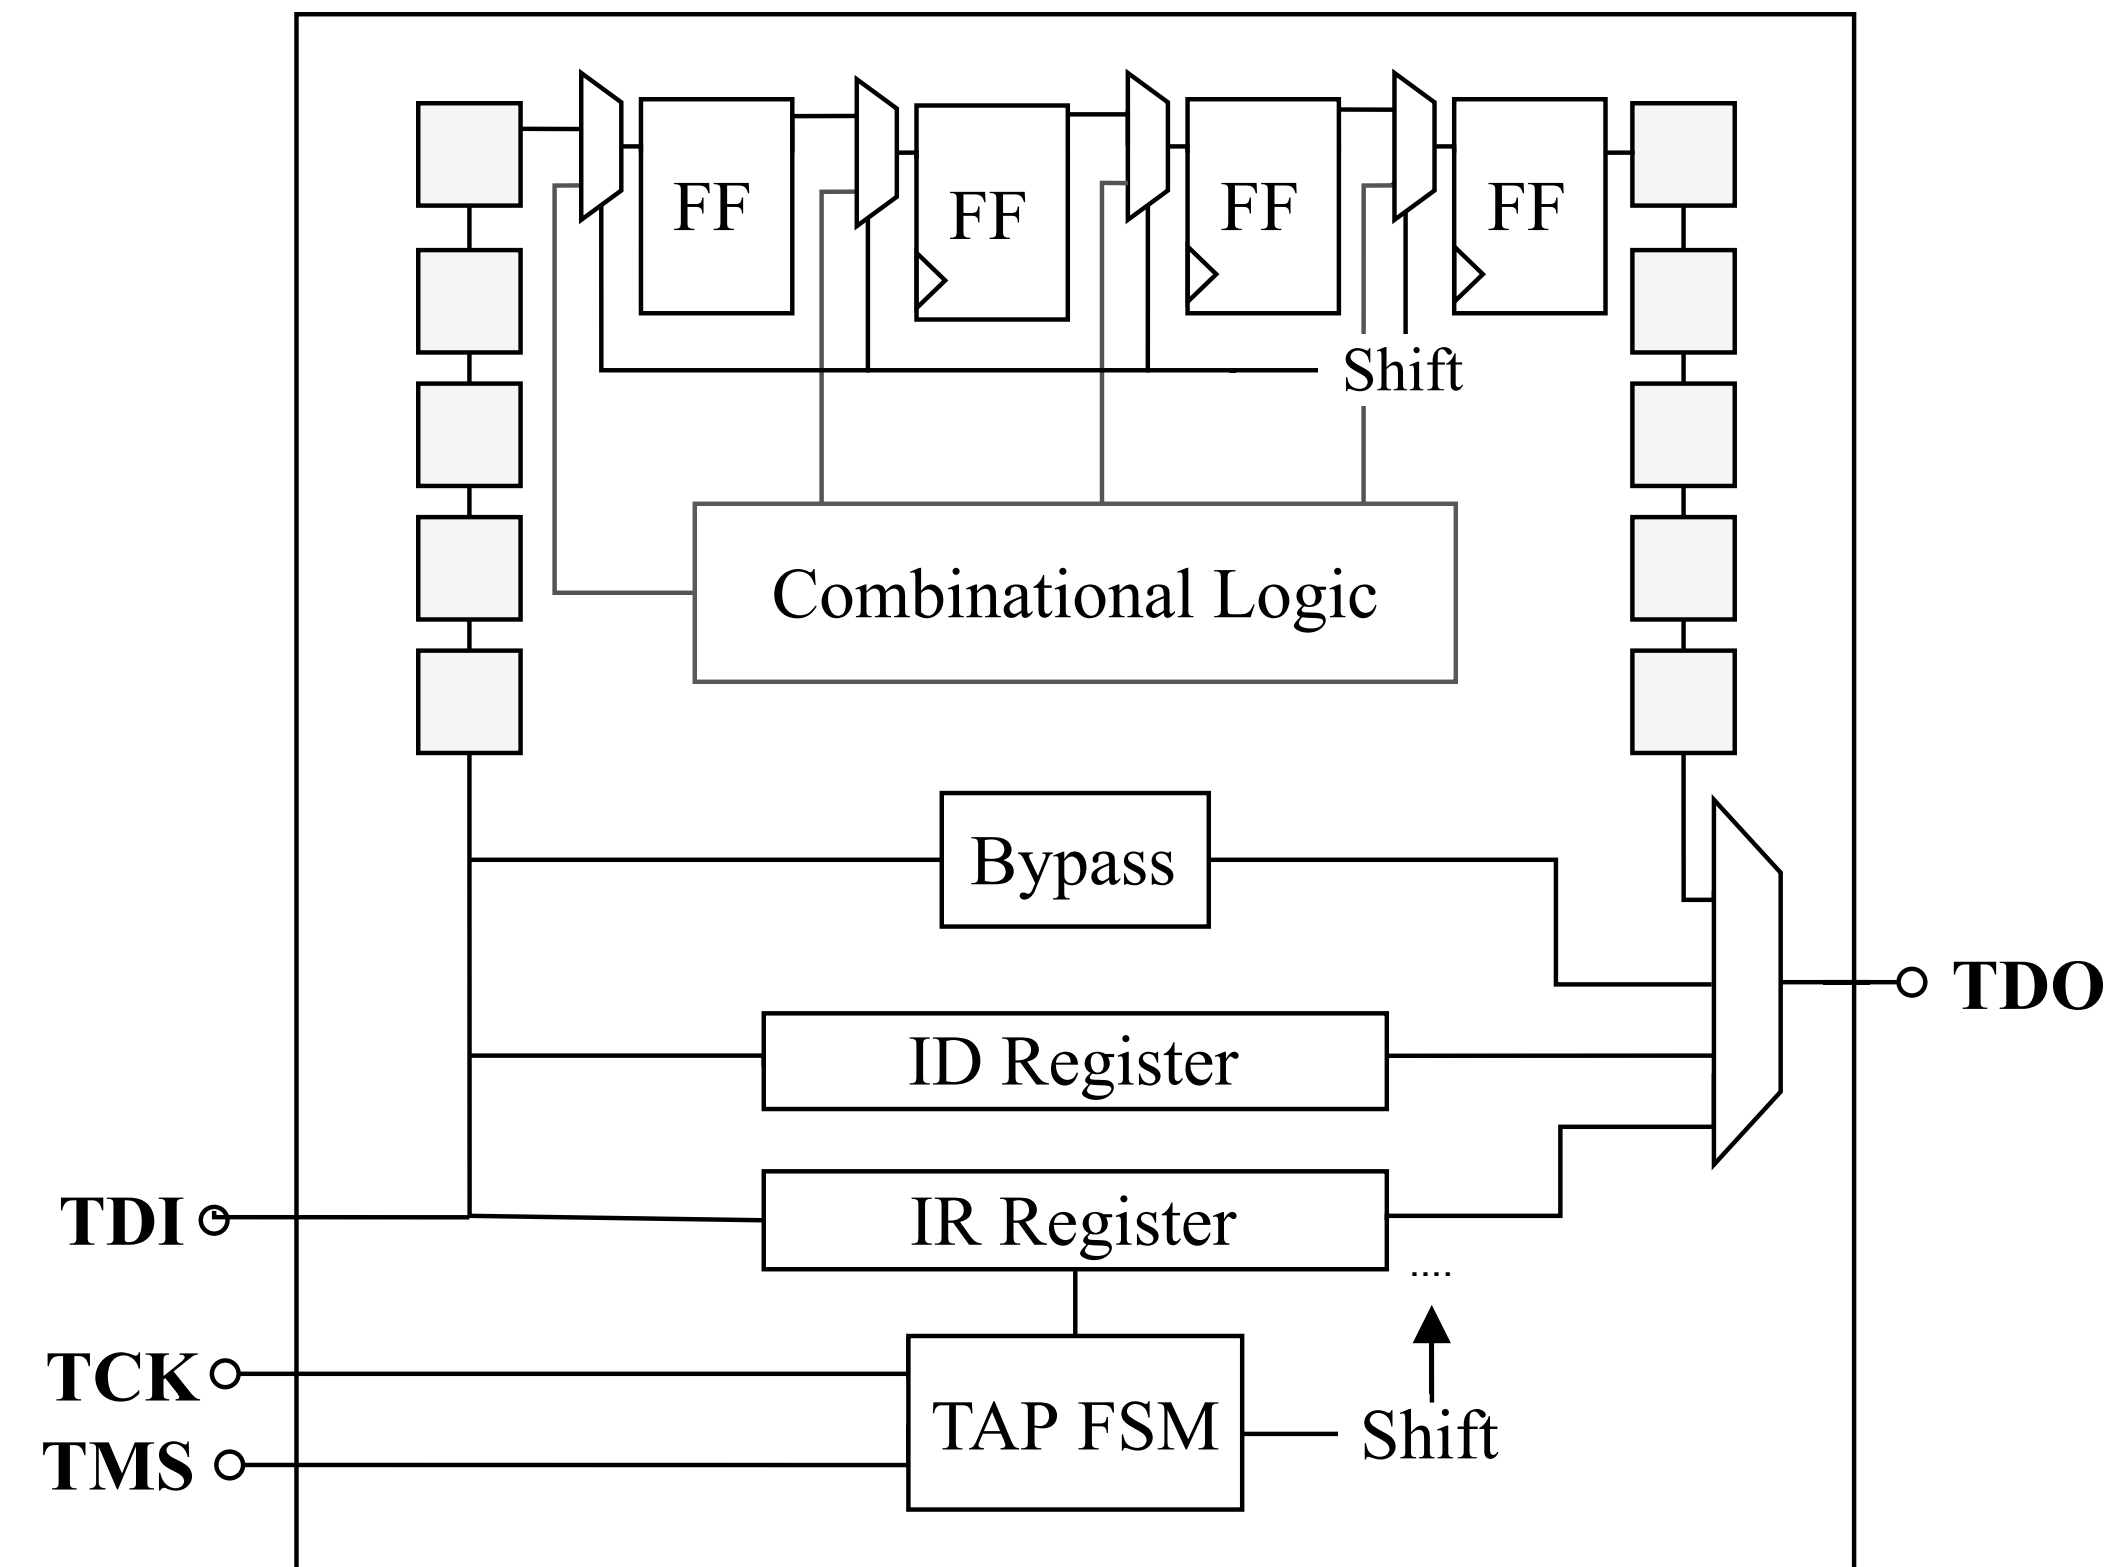 FF
FF
FF
FF
Shift
Combinational Logic
Bypass
TDO
ID Register
TDI
IR Register
....
TCK
TAP FSM
Shift
TMS